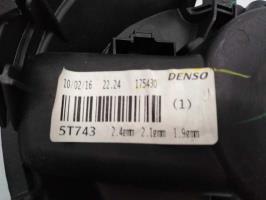 10/02/16 22.24 175430 DENSO
(1)
5T743 2.4mm 2.1mm 1.9mm